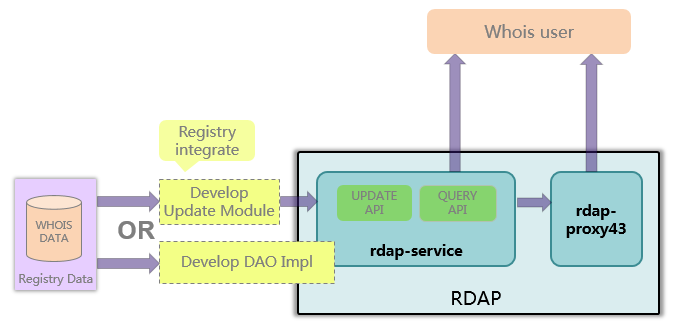 Whois user
Registry
integrate
WHOIS
DATA
Registry Data
OR
Develop
Update Module
Develop DAO Impl
UPDATE
API
QUERY
API
rdap-service
rdap-
proxy43
RDAP